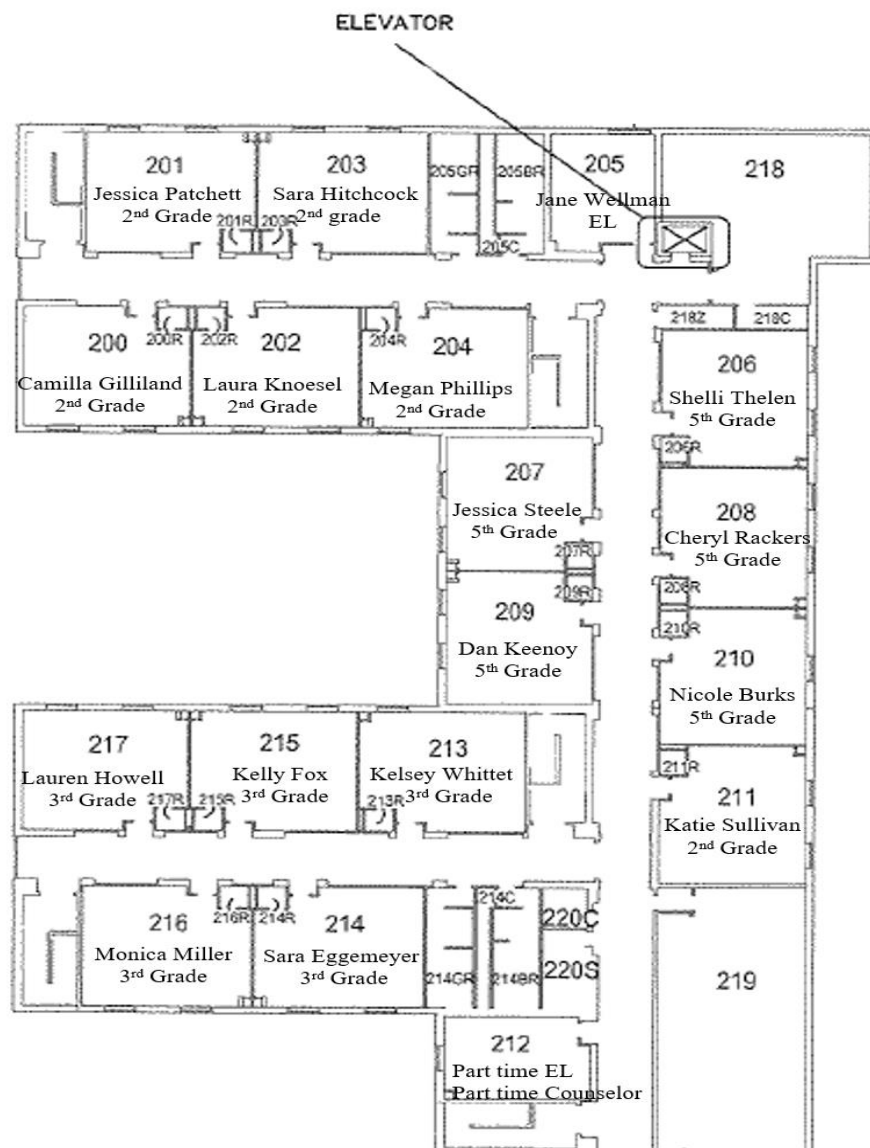 ELEVATOR
201
Jessica Patchett
2nd Grade
201R
203
Sara Hitchcock
2nd grade
203R
205GR
205BR
205C
205
Jane Wellman
EL
218
200
Camilla Gilliland
2nd Grade
200R
202
Laura Knoesel
2nd Grade
202R
204
Megan Phillips
2nd Grade
204R
218Z
218C
206
Shelli Thelen
5th Grade
206R
207
Jessica Steele
5th Grade
207R
208
Cheryl Rackers
5th Grade
208R
209R
209
Dan Keenoy
5th Grade
210R
210
Nicole Burks
5th Grade
217
Lauren Howell
3rd Grade
217R
215
Kelly Fox
3rd Grade
215R
213
Kelsey Whittet
3rd Grade
213R
211R
211
Katie Sullivan
2nd Grade
216
Monica Miller
3rd Grade
216R
214
Sara Eggemeyer
3rd Grade
214R
214GR
214C
214BR
220C
220S
219
212
Part time EL
Part time Counselor